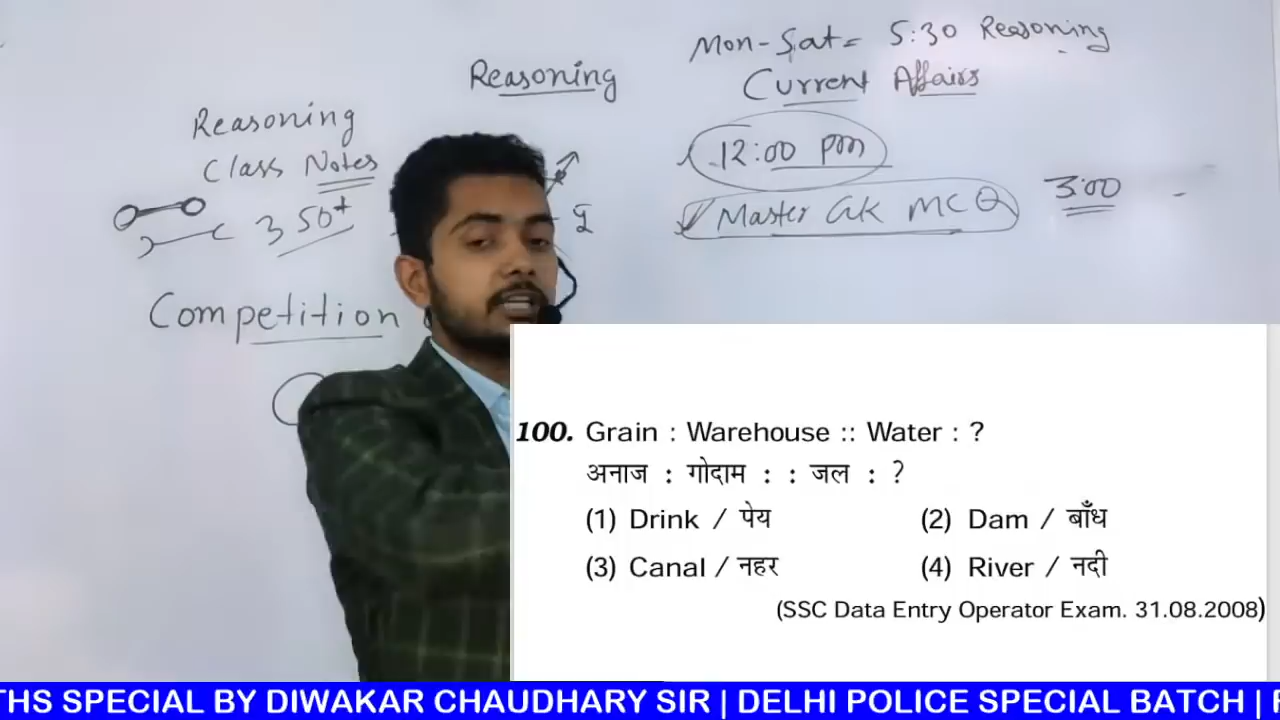 Mon-Sat = 5:30 Reasoning
Current Affairs
Reasoning
Reasoning
Class Notes
350+
12:00 pm
Master GK MCQ
3:00
Competition
100. Grain : Warehouse :: Water : ?
अनाज : गोदाम : : जल : ?
(1) Drink / पेय (2) Dam / बाँध
(3) Canal / नहर (4) River / नदी
(SSC Data Entry Operator Exam. 31.08.2008)
THS SPECIAL BY DIWAKAR CHAUDHARY SIR | DELHI POLICE SPECIAL BATCH |